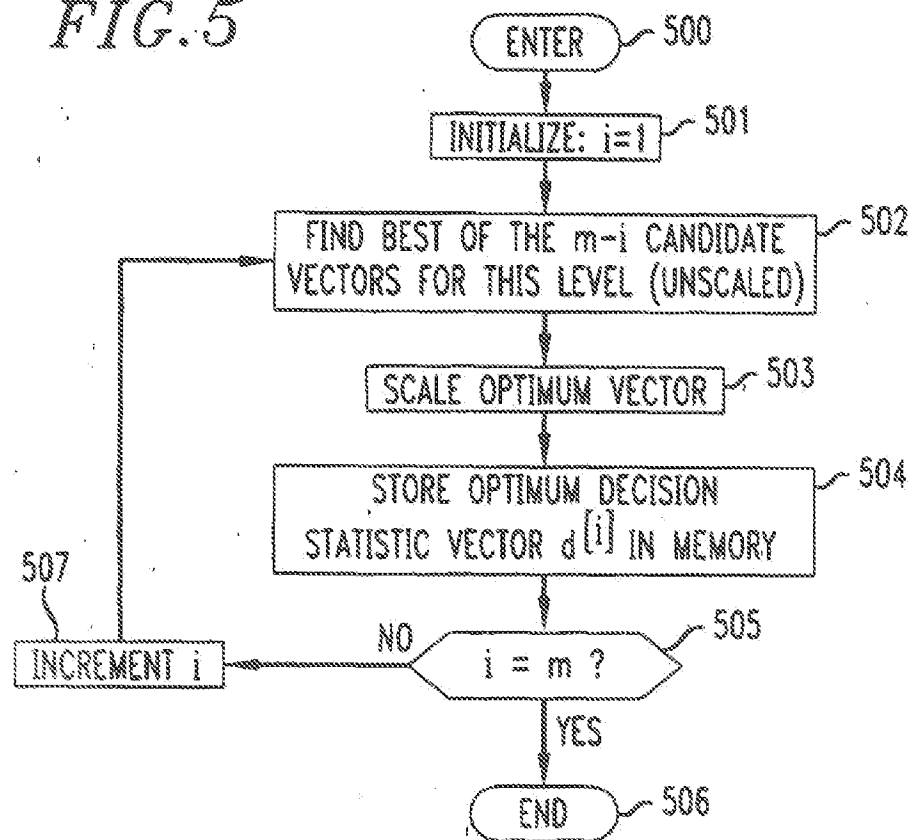 FIG. 5
ENTER
500
INITIALIZE: i=1
501
FIND BEST OF THE m-i CANDIDATE
VECTORS FOR THIS LEVEL (UNSCALED)
502
SCALE OPTIMUM VECTOR
503
STORE OPTIMUM DECISION
STATISTIC VECTOR d[i] IN MEMORY
504
i = m ?
505
NO
507
INCREMENT i
YES
END
506